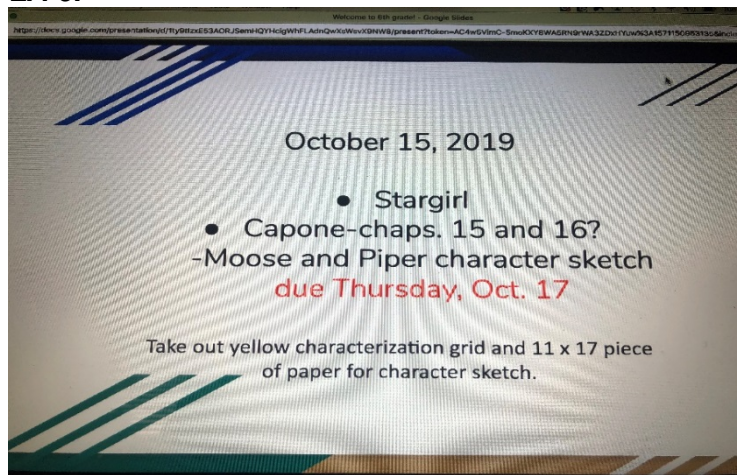 Welcome to 6th grade! - Google Slides
October 15, 2019
● Stargirl
● Capone-chaps. 15 and 16?
-Moose and Piper character sketch
due Thursday, Oct. 17
Take out yellow characterization grid and 11 x 17 piece
of paper for character sketch.